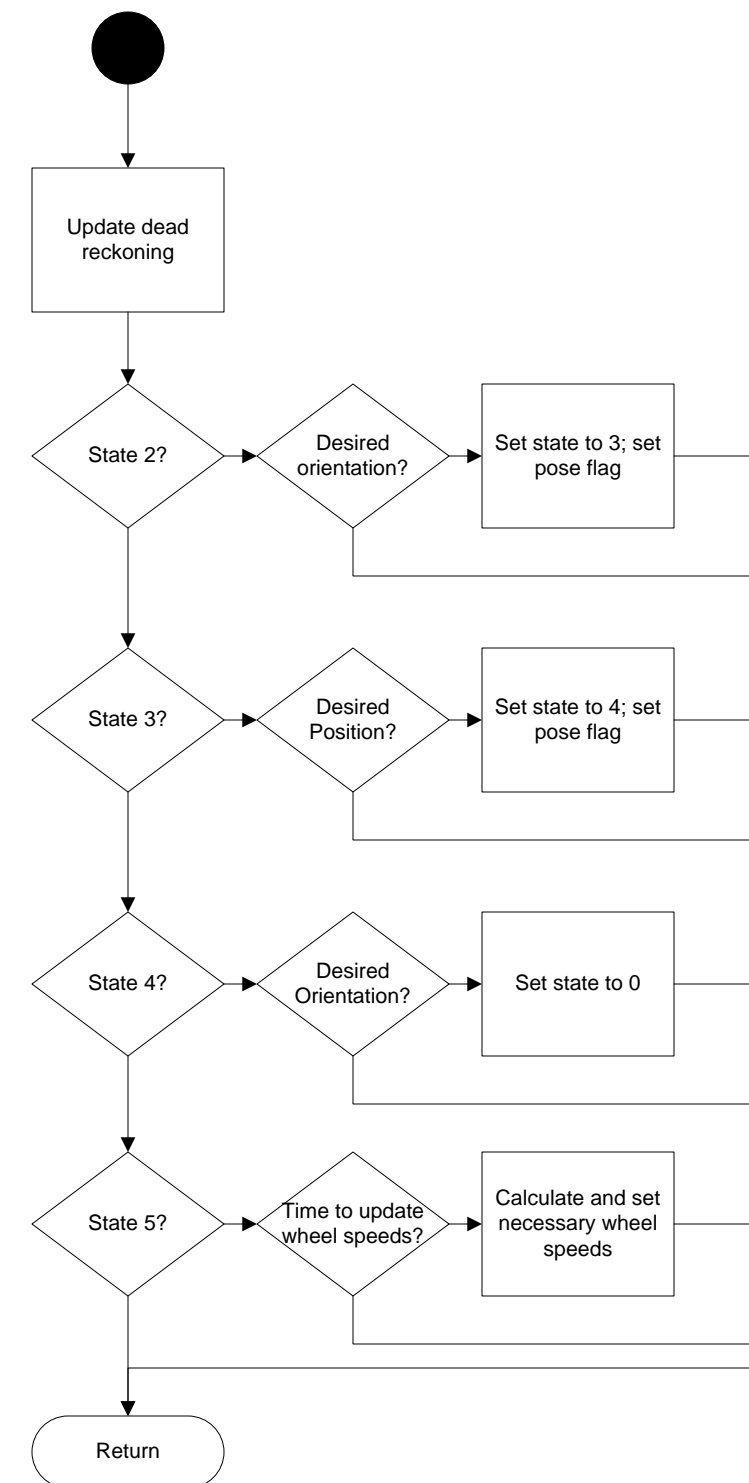 Update dead
reckoning
State 2?
Desired
orientation?
Set state to 3; set
pose flag
State 3?
Desired
Position?
Set state to 4; set
pose flag
State 4?
Desired
Orientation?
Set state to 0
State 5?
Time to update
wheel speeds?
Calculate and set
necessary wheel
speeds
Return